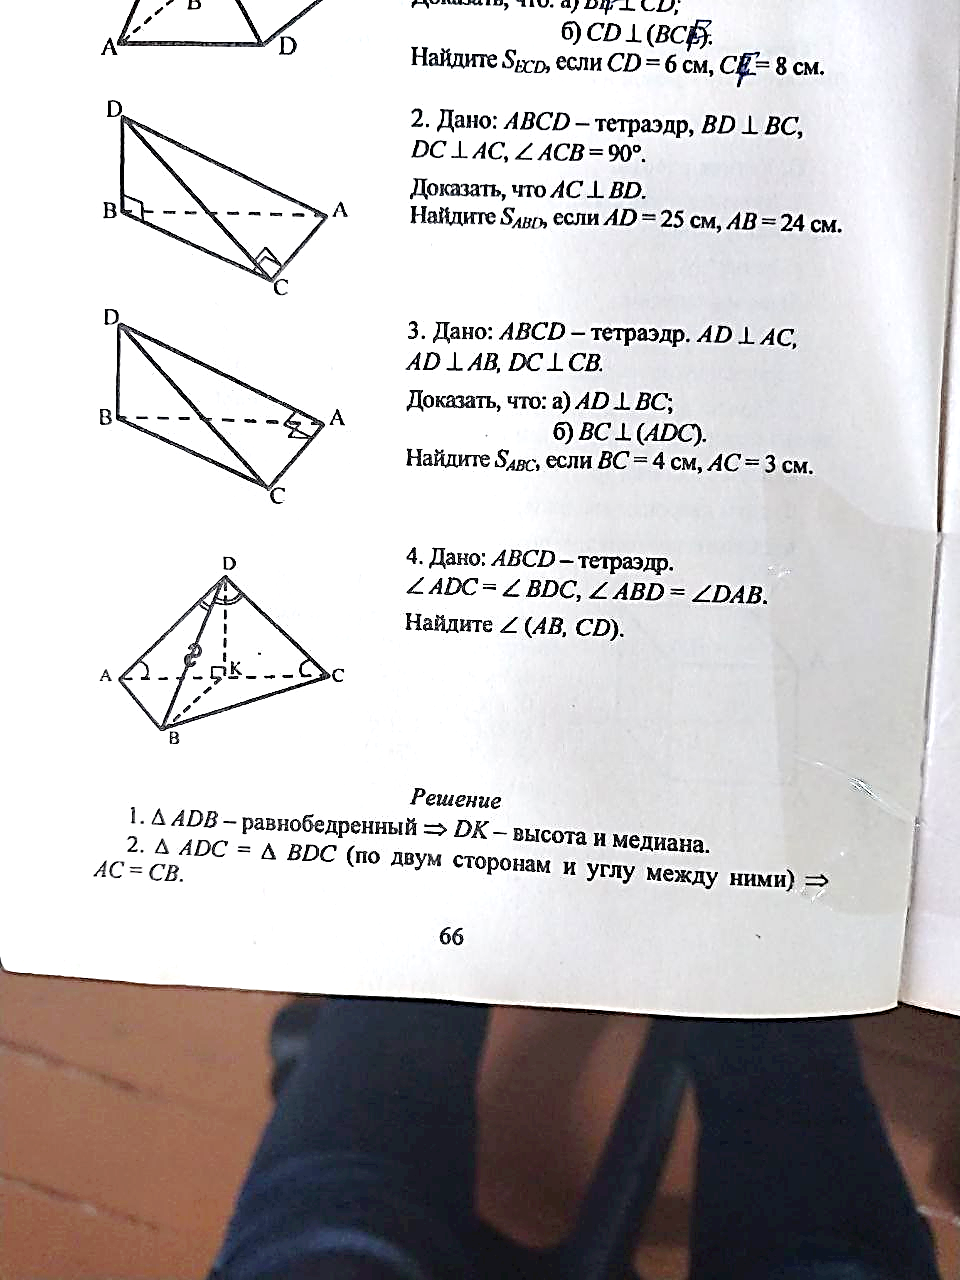 B
A
D
Доказать, что: а) ⊥ CD;
б) CD ⊥ (BCE).
Найдите S_ECD, если CD = 6 см, CE = 8 см.
D
B
A
C
2. Дано: ABCD – тетраэдр, BD ⊥ BC,
DC ⊥ AC, ∠ ACB = 90°.
Доказать, что AC ⊥ BD.
Найдите S_ABD, если AD = 25 см, AB = 24 см.
D
B
A
C
3. Дано: ABCD – тетраэдр. AD ⊥ AC,
AD ⊥ AB, DC ⊥ CB.
Доказать, что: а) AD ⊥ BC;
б) BC ⊥ (ADC).
Найдите S_ABC, если BC = 4 см, AC = 3 см.
D
A
K
C
B
4. Дано: ABCD – тетраэдр.
∠ ADC = ∠ BDC, ∠ ABD = ∠DAB.
Найдите ∠ (AB, CD).
Решение
1. Δ ADB – равнобедренный ⇒ DK – высота и медиана.
2. Δ ADC = Δ BDC (по двум сторонам и углу между ними) ⇒
AC = CB.
66